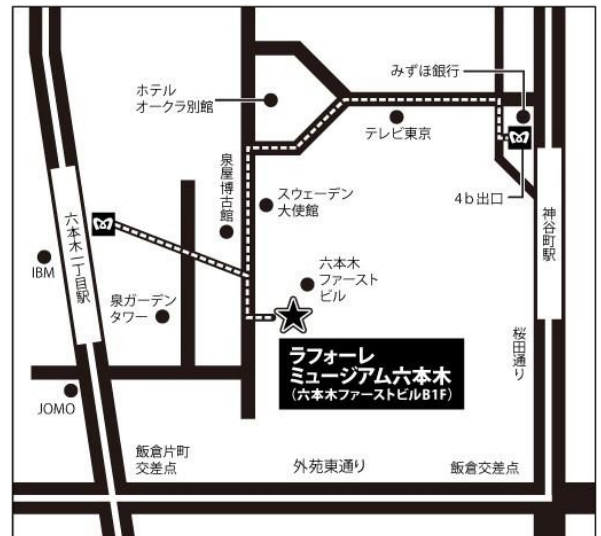 みずほ銀行
ホテル
オークラ別館
テレビ東京
泉屋博古館
スウェーデン
大使館
4b出口
六本木一丁目駅
神谷町駅
IBM
泉ガーデン
タワー
六本木
ファースト
ビル
桜田通り
ラフォーレ
ミュージアム六本木
(六本木ファーストビルB1F)
JOMO
飯倉片町
交差点
外苑東通り
飯倉交差点